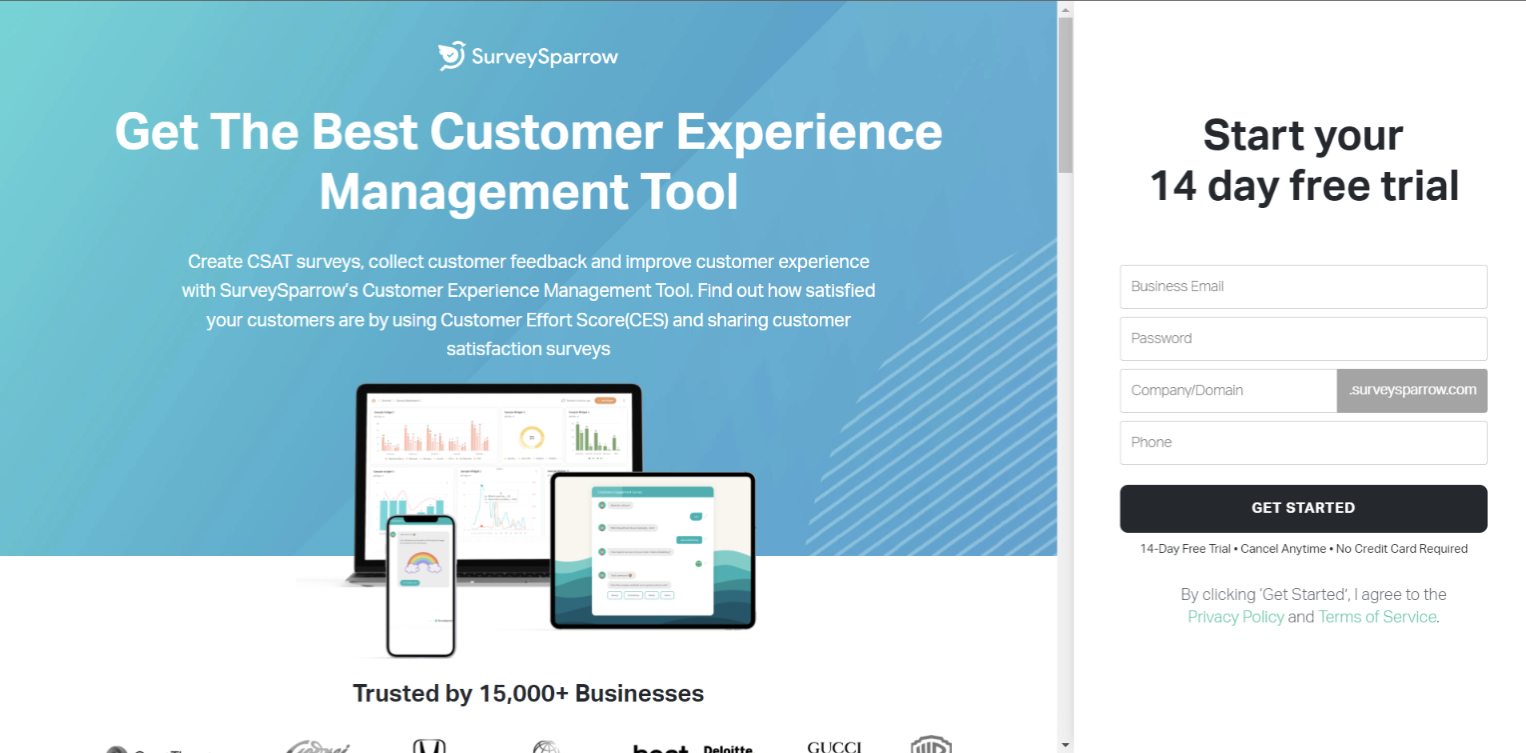 SurveySparrow
Get The Best Customer Experience
Management Tool
Create CSAT surveys, collect customer feedback and improve customer experience
with SurveySparrow's Customer Experience Management Tool. Find out how satisfied
your customers are by using Customer Effort Score(CES) and sharing customer
satisfaction surveys
Trusted by 15,000+ Businesses
Deloitte
GUCCI
Start your
14 day free trial
Business Email
Password
Company/Domain .surveysparrow.com
Phone
GET STARTED
14-Day Free Trial • Cancel Anytime • No Credit Card Required
By clicking 'Get Started', I agree to the
Privacy Policy and Terms of Service.